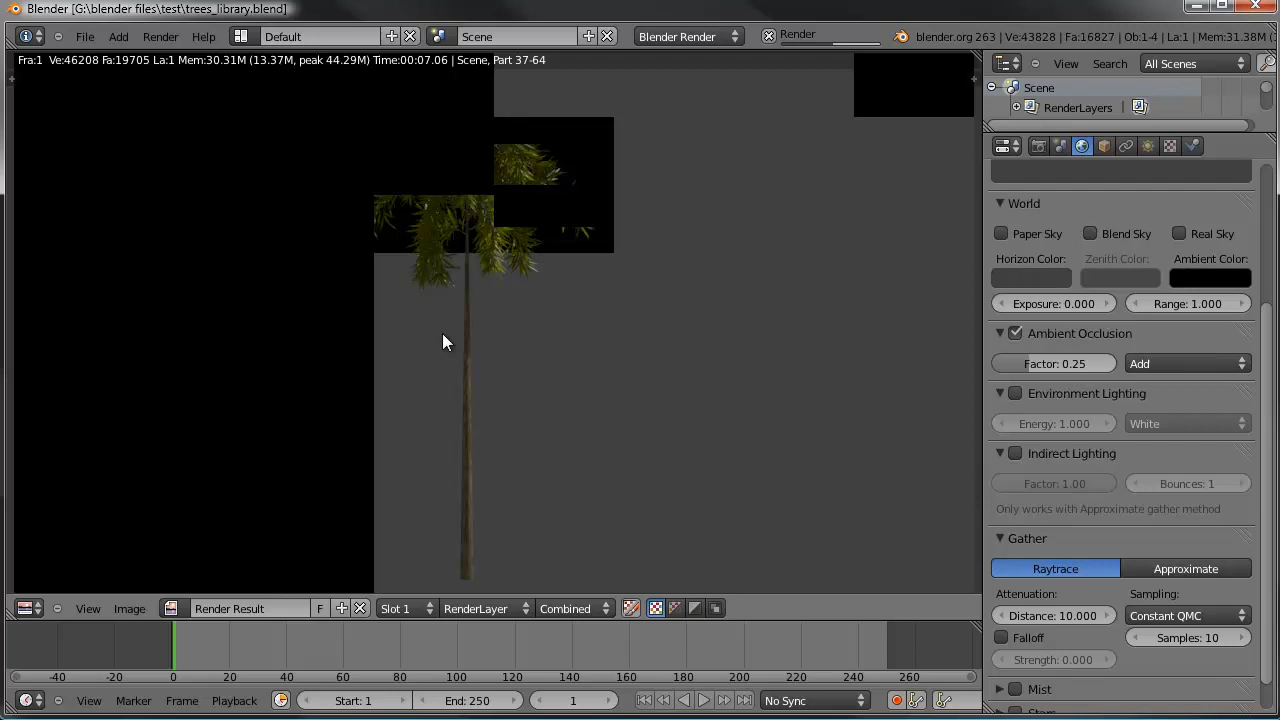 Blender [G:\blender files\test\trees_library.blend]
File Add Render Help Default Scene Blender Render Render blender.org 263 | Ve:43828 | Fa:16827 | Ob:1-4 | La:1 | Mem:31.38M
Fra:1 Ve:46208 Fa:19705 La:1 Mem:30.31M (13.37M, peak 44.29M) Time:00:07.06 | Scene, Part 37-64
View Search All Scenes
Scene
RenderLayers |
World
Paper Sky Blend Sky Real Sky
Horizon Color: Zenith Color: Ambient Color:
Exposure: 0.000 Range: 1.000
Ambient Occlusion
Factor: 0.25 Add
Environment Lighting
Energy: 1.000 White
Indirect Lighting
Factor: 1.00 Bounces: 1
Only works with Approximate gather method
Gather
Raytrace Approximate
Attenuation: Sampling:
Distance: 10.000 Constant QMC
Falloff Samples: 10
Strength: 0.000
Mist
View Image Render Result F Slot 1 RenderLayer Combined
-40 -20 0 20 40 60 80 100 120 140 160 180 200 220 240 260
View Marker Frame Playback Start: 1 End: 250 1 No Sync